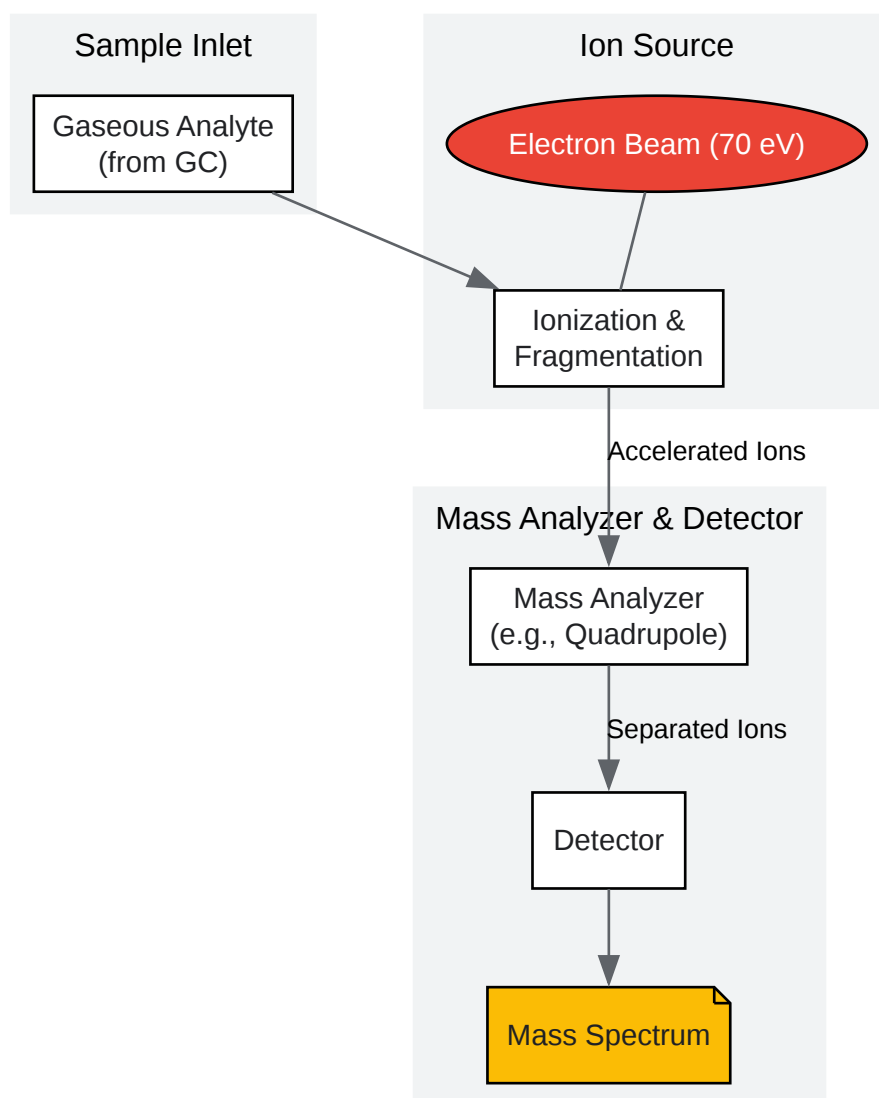 Sample Inlet
Ion Source
Gaseous Analyte
(from GC)
Electron Beam (70 eV)
Ionization &
Fragmentation
Accelerated Ions
Mass Analyzer & Detector
Mass Analyzer
(e.g., Quadrupole)
Separated Ions
Detector
Mass Spectrum